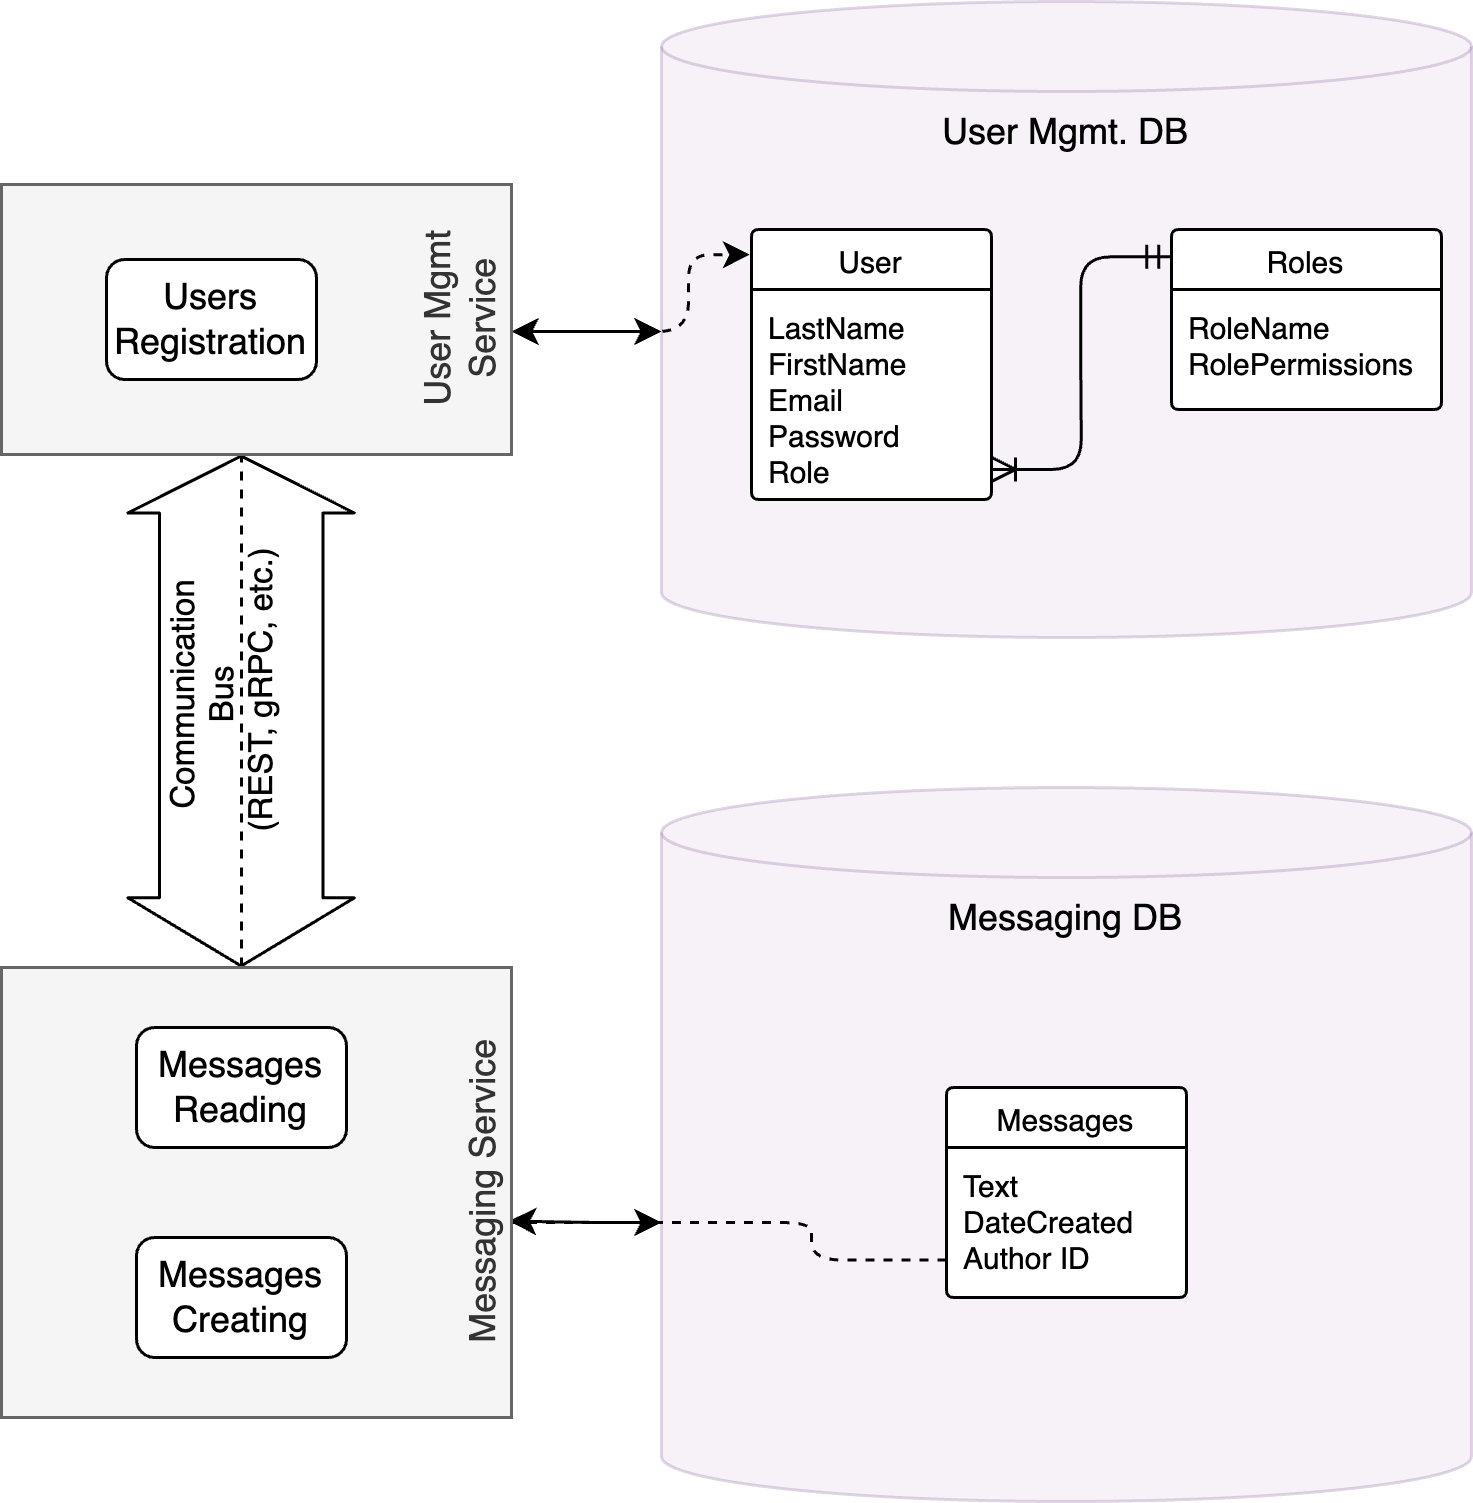 User Mgmt. DB
User Mgmt
Service
Users
Registration
User
LastName
FirstName
Email
Password
Role
Roles
RoleName
RolePermissions
Communication
Bus
(REST, gRPC, etc.)
Messaging DB
Messaging Service
Messages
Reading
Messages
Creating
Messages
Text
DateCreated
Author ID